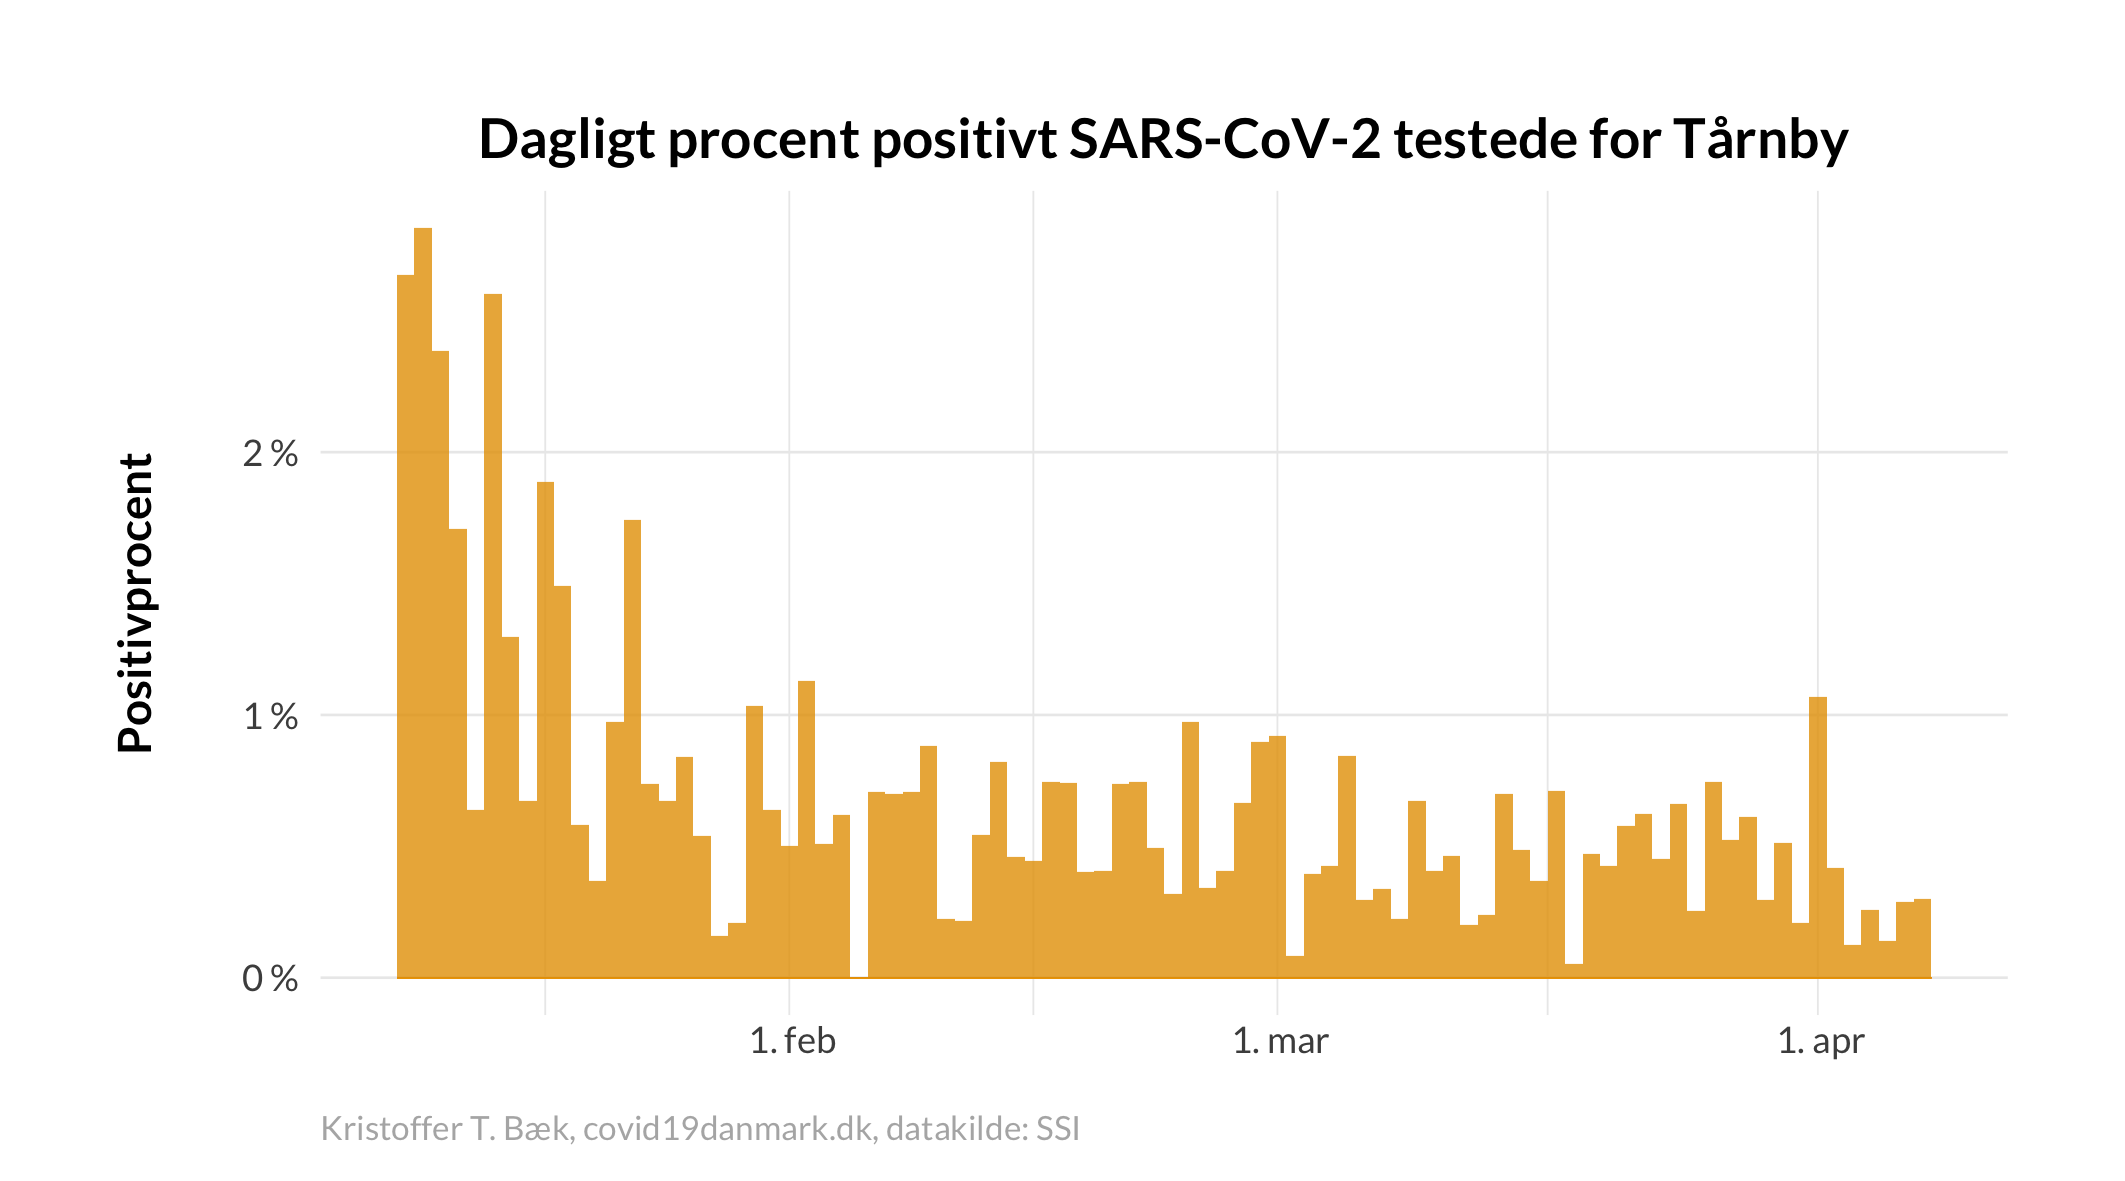 Dagligt procent positivt SARS-CoV-2 testede for Tårnby
Positivprocent
2 %
1 %
0 %
1. feb
1. mar
1. apr
Kristoffer T. Bæk, covid19danmark.dk, datakilde: SSI